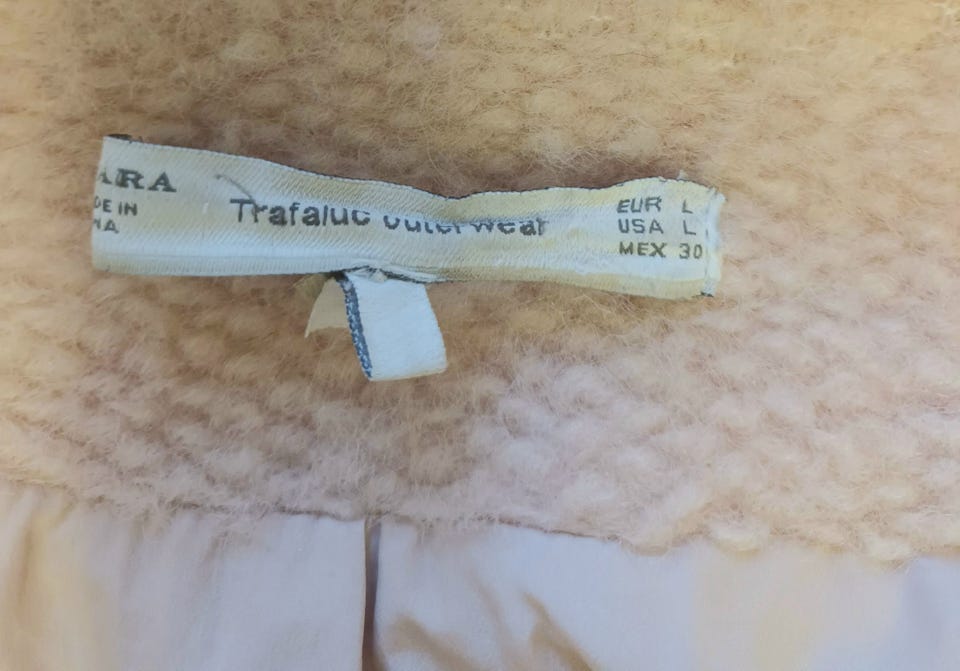 ARA
DE IN
NA
Trafaluc outerwear
EUR L
USA L
MEX 30